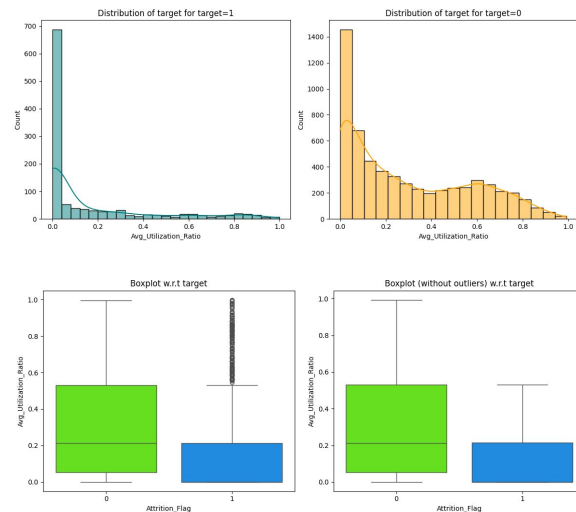 Distribution of target for target=1
700
600
500
400
300
200
100
0
Count
0.0 0.2 0.4 0.6 0.8 1.0
Avg_Utilization_Ratio
Distribution of target for target=0
1400
1200
1000
800
600
400
200
0
Count
0.0 0.2 0.4 0.6 0.8 1.0
Avg_Utilization_Ratio
Boxplot w.r.t target
1.0
0.8
0.6
0.4
0.2
0.0
Avg_Utilization_Ratio
0 1
Attrition_Flag
Boxplot (without outliers) w.r.t target
1.0
0.8
0.6
0.4
0.2
0.0
Avg_Utilization_Ratio
0 1
Attrition_Flag